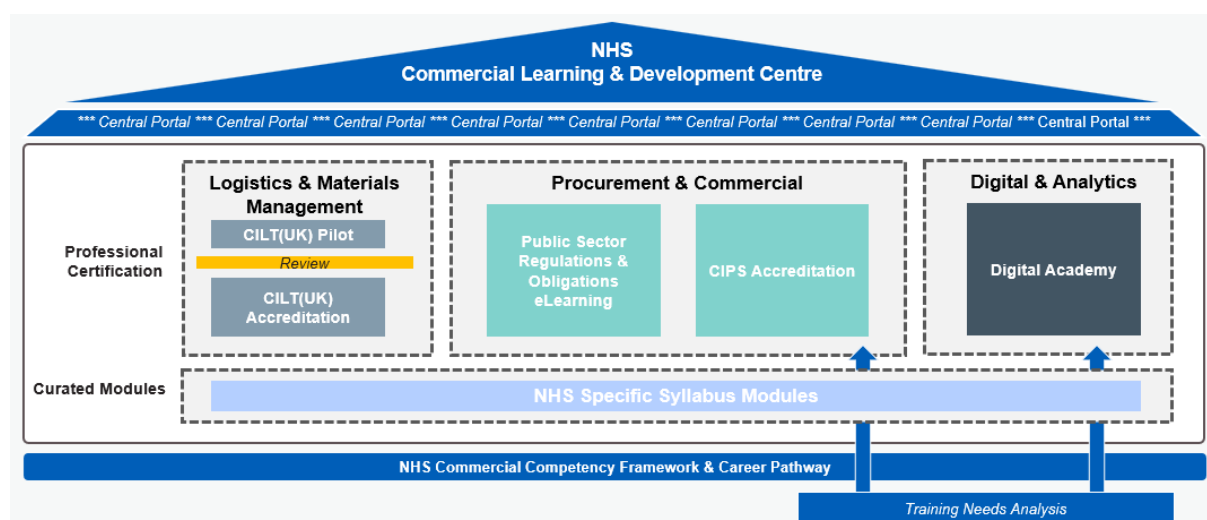 NHS
Commercial Learning & Development Centre
*** Central Portal *** Central Portal *** Central Portal *** Central Portal *** Central Portal *** Central Portal *** Central Portal *** Central Portal *** Central Portal ***
Logistics & Materials
Management
Procurement & Commercial
Digital & Analytics
Professional
Certification
CILT(UK) Pilot
Review
CILT(UK)
Accreditation
Public Sector
Regulations &
Obligations
eLearning
CIPS Accreditation
Digital Academy
Curated Modules
NHS Specific Syllabus Modules
NHS Commercial Competency Framework & Career Pathway
Training Needs Analysis